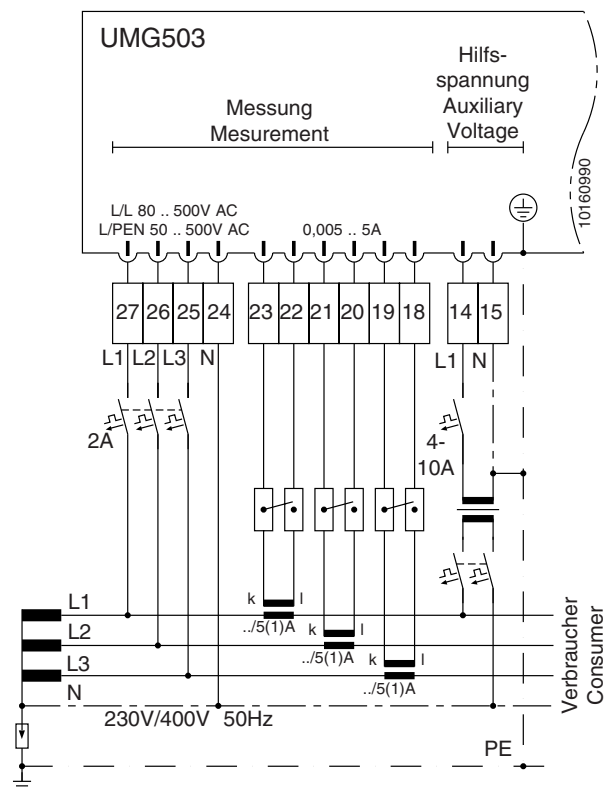 UMG503
Hilfs-
spannung
Auxiliary
Voltage
Messung
Mesurement
10160990
L/L 80 .. 500V AC
L/PEN 50 .. 500V AC
0,005 .. 5A
27 26 25 24 23 22 21 20 19 18 14 15
L1 L2 L3 N
L1 N
2A
4-
10A
L1
k l
../5(1)A
L2
k l
../5(1)A
L3
k l
../5(1)A
N
230V/400V 50Hz
PE
Verbraucher
Consumer